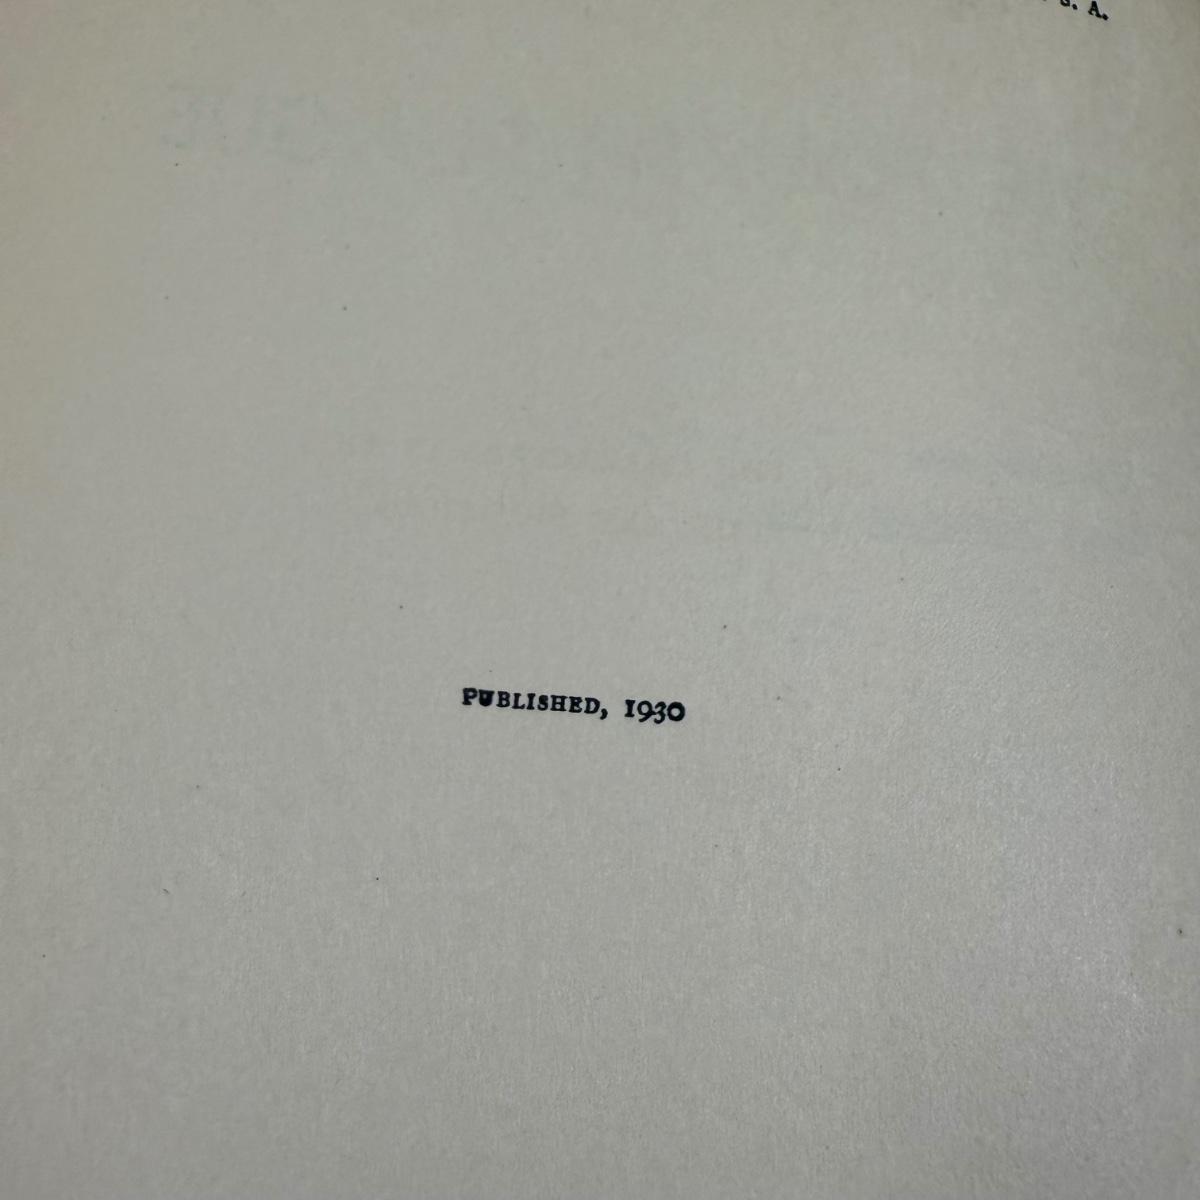 S. A.
PUBLISHED, 1930